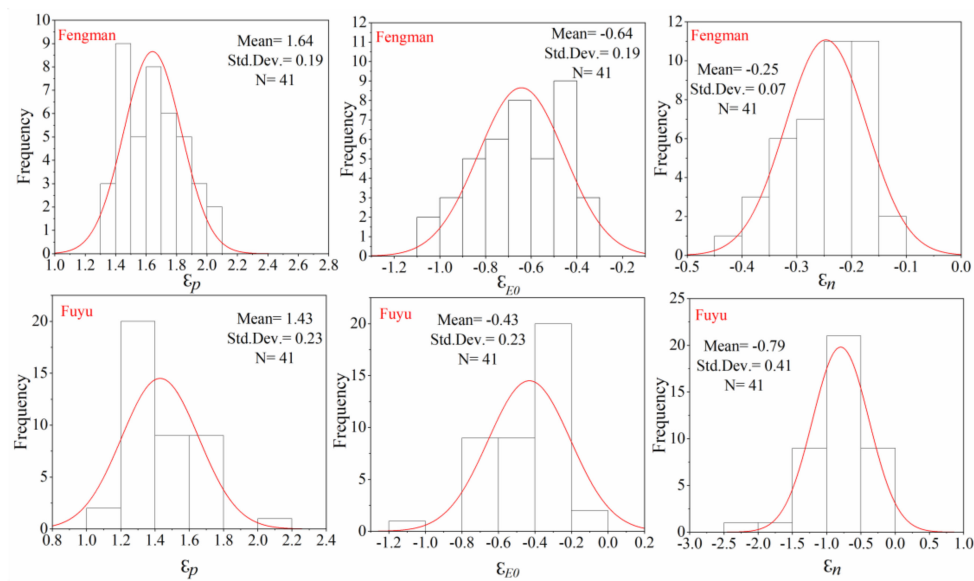 Fengman
Mean= 1.64
Std.Dev.= 0.19
N= 41
Frequency
10
9
8
7
6
5
4
3
2
1
0
1.0 1.2 1.4 1.6 1.8 2.0 2.2 2.4 2.6 2.8
εp
Fengman
Mean= -0.64
Std.Dev.= 0.19
N= 41
Frequency
12
11
10
9
8
7
6
5
4
3
2
1
0
-1.2 -1.0 -0.8 -0.6 -0.4 -0.2
εE0
Fengman
Mean= -0.25
Std.Dev.= 0.07
N= 41
Frequency
12
10
8
6
4
2
0
-0.5 -0.4 -0.3 -0.2 -0.1 0.0
εn
Fuyu
Mean= 1.43
Std.Dev.= 0.23
N= 41
Frequency
20
15
10
5
0
0.8 1.0 1.2 1.4 1.6 1.8 2.0 2.2 2.4
εp
Fuyu
Mean= -0.43
Std.Dev.= 0.23
N= 41
Frequency
20
15
10
5
0
-1.2 -1.0 -0.8 -0.6 -0.4 -0.2 0.0 0.2
εE0
Fuyu
Mean= -0.79
Std.Dev.= 0.41
N= 41
Frequency
25
20
15
10
5
0
-3.0 -2.5 -2.0 -1.5 -1.0 -0.5 0.0 0.5 1.0
εn